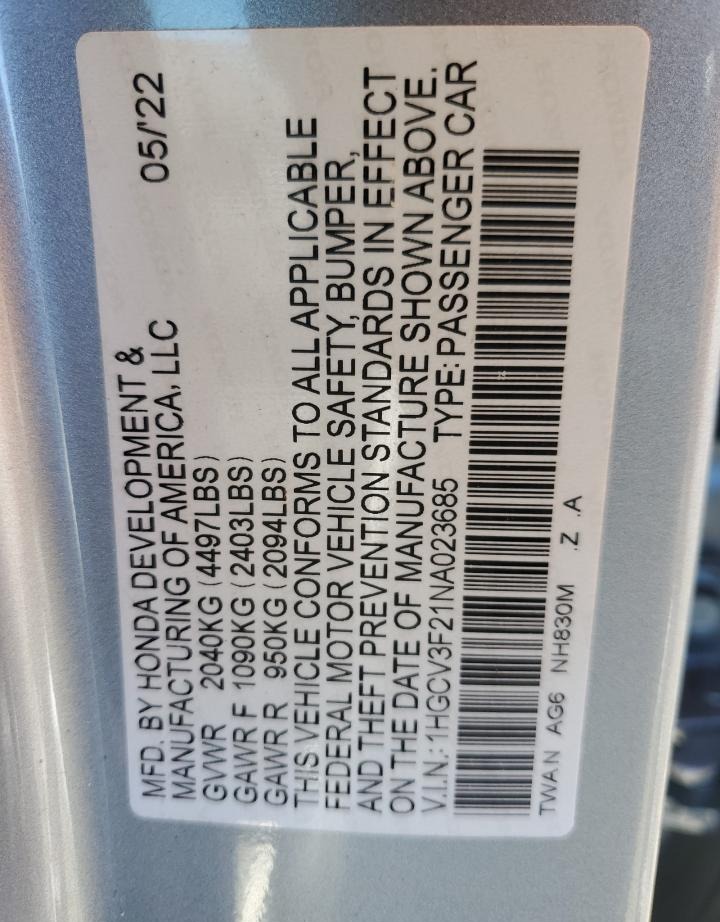 MFD. BY HONDA DEVELOPMENT &
MANUFACTURING OF AMERICA, LLC 05/'22
GVWR 2040KG (4497LBS)
GAWR F 1090KG (2403LBS)
GAWR R 950KG (2094LBS)
THIS VEHICLE CONFORMS TO ALL APPLICABLE
FEDERAL MOTOR VEHICLE SAFETY, BUMPER,
AND THEFT PREVENTION STANDARDS IN EFFECT
ON THE DATE OF MANUFACTURE SHOWN ABOVE.
V.I.N.: 1HGCV3F21NA023685 TYPE: PASSENGER CAR
TWAN AG6 NH830M .Z .A